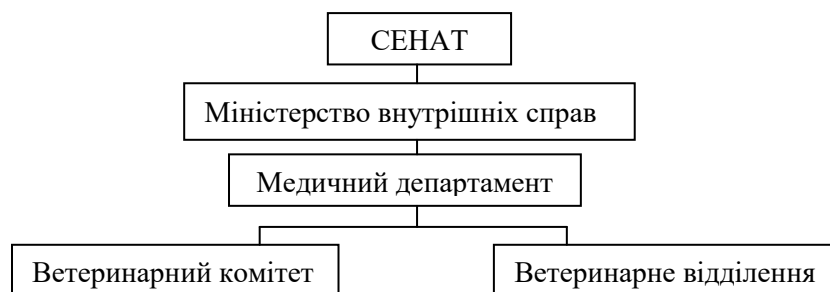 СЕНАТ
Міністерство внутрішніх справ
Медичний департамент
Ветеринарний комітет
Ветеринарне відділення